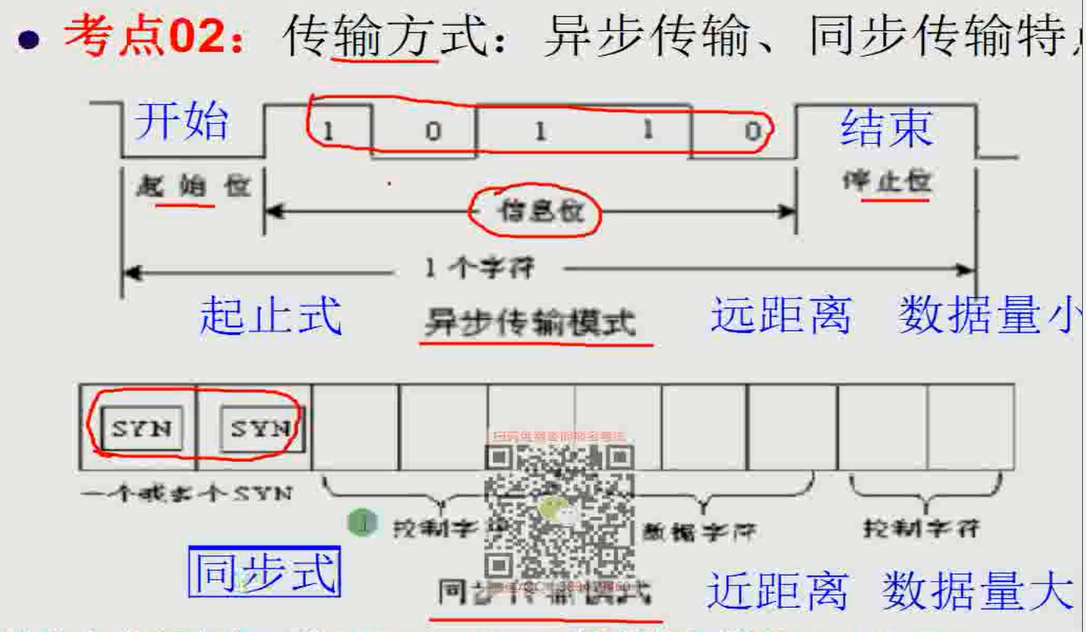 考点02：传输方式：异步传输、同步传输特
开始 1 0 1 1 0 结束
起始位 信息位 停止位
1个字符
起止式 异步传输模式 远距离 数据量小
SYN SYN
一个或多个SYN 控制字 数据字符 控制字符
同步式 同步传输模式 近距离 数据量大